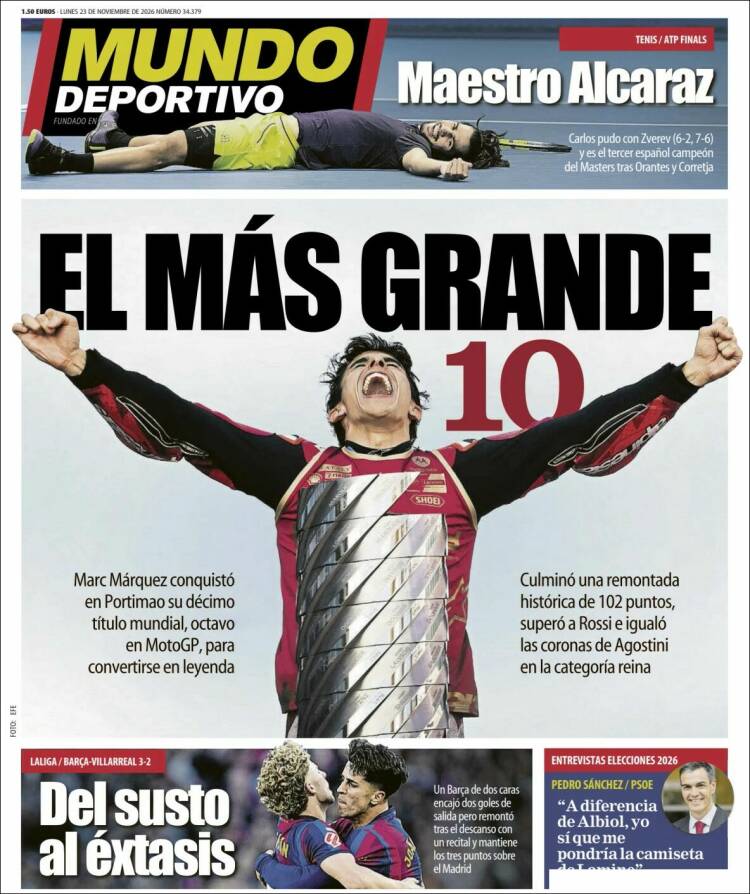 1.50 EUROS · LUNES 23 DE NOVIEMBRE DE 2026 NÚMERO 34.379
MUNDO
DEPORTIVO
FUNDADO EN
TENIS / ATP FINALS
Maestro Alcaraz
Carlos pudo con Zverev (6-2, 7-6)
y es el tercer español campeón
del Masters tras Orantes y Corretja
EL MÁS GRANDE
10
SHOEI
Marc Márquez conquistó
en Portimao su décimo
título mundial, octavo
en MotoGP, para
convertirse en leyenda
Culminó una remontada
histórica de 102 puntos,
superó a Rossi e igualó
las coronas de Agostini
en la categoría reina
FOTO: EFE
LALIGA / BARÇA-VILLARREAL 3-2
Del susto
al éxtasis
Un Barça de dos caras
encajó dos goles de
salida pero remontó
tras el descanso con
un recital y mantiene
los tres puntos sobre
el Madrid
ENTREVISTAS ELECCIONES 2026
PEDRO SÁNCHEZ / PSOE
“A diferencia
de Albiol, yo
sí que me
pondría la camiseta
de Lamine”